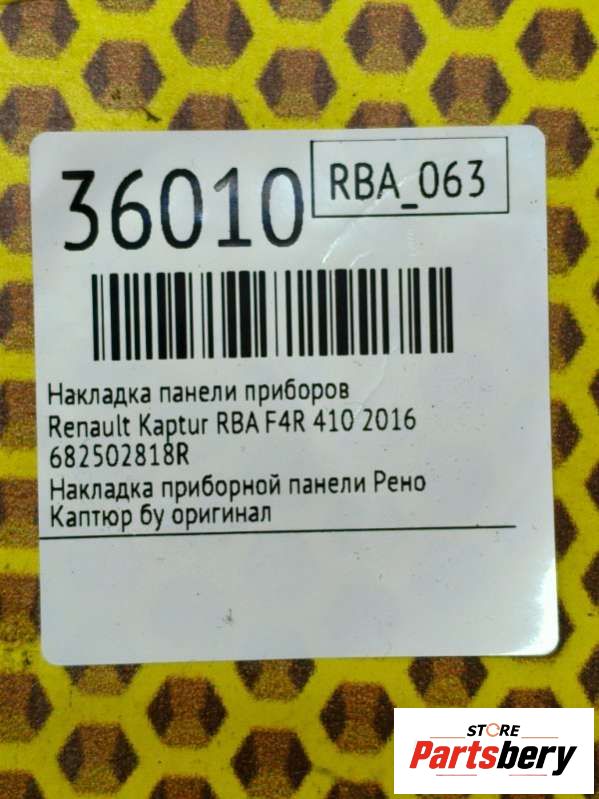 36010
RBA_063
Накладка панели приборов
Renault Kaptur RBA F4R 410 2016
682502818R
Накладка приборной панели Рено
Каптюр бу оригинал
STORE
Partsbery